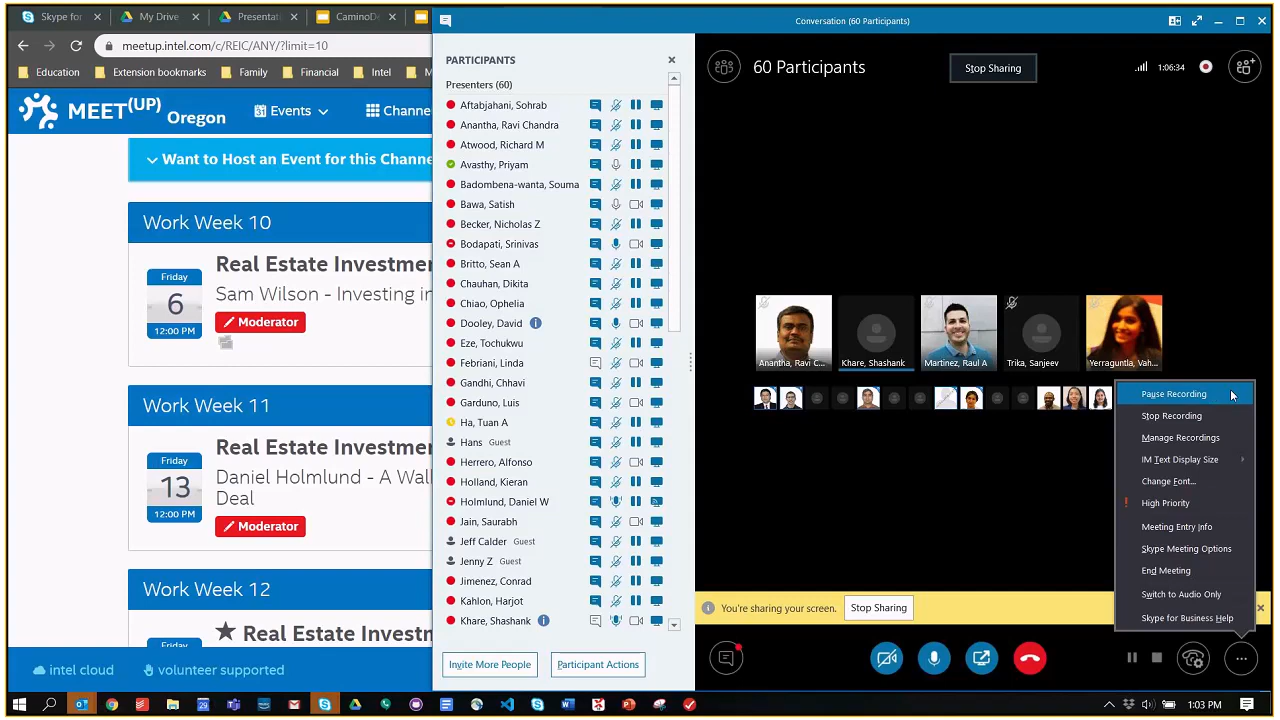 Skype for
My Drive
Presentat
CaminoDe
meetup.intel.com/c/REIC/ANY/?limit=10
Education
Extension bookmarks
Family
Financial
Intel
M
MEET(UP) Oregon
Events
Channe
Want to Host an Event for this Channe
Work Week 10
Friday
6
12:00 PM
Real Estate Investmer
Sam Wilson - Investing in
Moderator
Work Week 11
Friday
13
12:00 PM
Real Estate Investmer
Daniel Holmlund - A Wal
Deal
Moderator
Work Week 12
Friday
Real Estate Investme
intel cloud
volunteer supported
Conversation (60 Participants)
PARTICIPANTS
Presenters (60)
Aftabjahani, Sohrab
Anantha, Ravi Chandra
Atwood, Richard M
Avasthy, Priyam
Badombena-wanta, Souma
Bawa, Satish
Becker, Nicholas Z
Bodapati, Srinivas
Britto, Sean A
Chauhan, Dikita
Chiao, Ophelia
Dooley, David
Eze, Tochukwu
Febriani, Linda
Gandhi, Chhavi
Garduno, Luis
Ha, Tuan A
Hans Guest
Herrero, Alfonso
Holland, Kieran
Holmlund, Daniel W
Jain, Saurabh
Jeff Calder Guest
Jenny Z Guest
Jimenez, Conrad
Kahlon, Harjot
Khare, Shashank
Invite More People
Participant Actions
60 Participants
Stop Sharing
1:06:34
Anantha, Ravi C...
Khare, Shashank
Martinez, Raul A
Trika, Sanjeev
Yerraguntla, Vah...
Pause Recording
Stop Recording
Manage Recordings
IM Text Display Size
Change Font...
High Priority
Meeting Entry Info
Skype Meeting Options
End Meeting
Switch to Audio Only
Skype for Business Help
You're sharing your screen.
Stop Sharing
1:03 PM